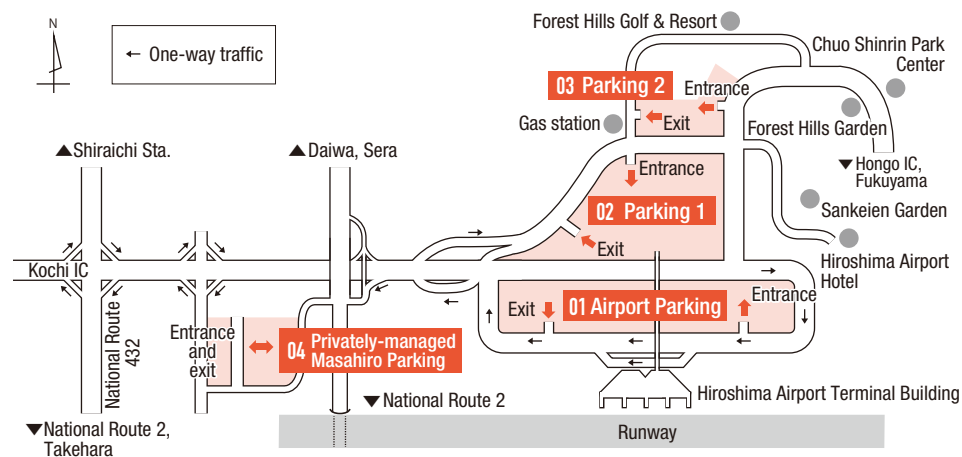 N
← One-way traffic
Forest Hills Golf & Resort
Chuo Shinrin Park
Center
03 Parking 2
Entrance
Exit
Gas station
Forest Hills Garden
▲Shiraichi Sta.
▲Daiwa, Sera
▼Hongo IC,
Fukuyama
Entrance
02 Parking 1
Sankeien Garden
Exit
Kochi IC
Hiroshima Airport
Hotel
Exit
01 Airport Parking
Entrance
National Route
432
Entrance
and
exit
04 Privately-managed
Masahiro Parking
Hiroshima Airport Terminal Building
▼National Route 2
▼National Route 2,
Takehara
Runway